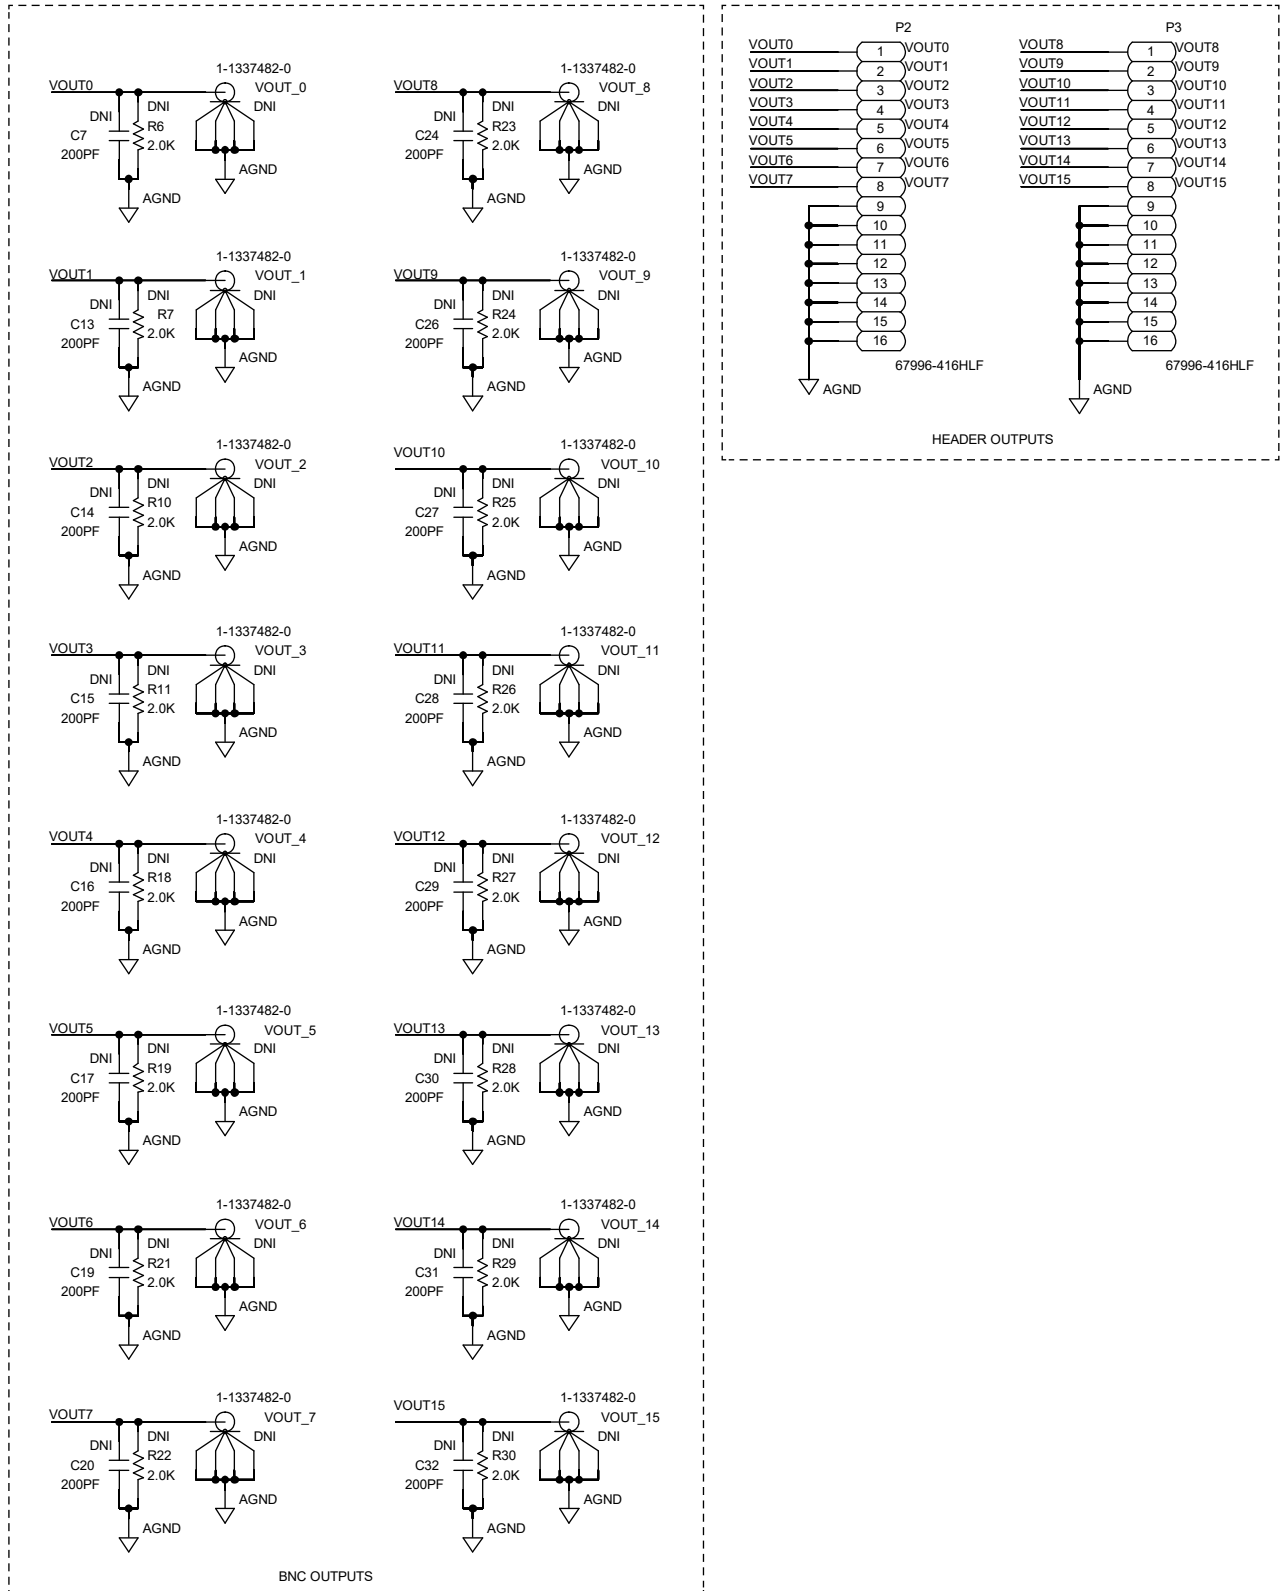 1-1337482-0
VOUT0
VOUT_0
DNI
DNI
DNI
C7
R6
200PF
2.0K
AGND
AGND
1-1337482-0
VOUT8
VOUT_8
DNI
DNI
DNI
C24
R23
200PF
2.0K
AGND
AGND
1-1337482-0
VOUT1
VOUT_1
DNI
DNI
DNI
C13
R7
200PF
2.0K
AGND
AGND
1-1337482-0
VOUT9
VOUT_9
DNI
DNI
DNI
C26
R24
200PF
2.0K
AGND
AGND
1-1337482-0
VOUT2
VOUT_2
DNI
DNI
DNI
C14
R10
200PF
2.0K
AGND
AGND
1-1337482-0
VOUT10
VOUT_10
DNI
DNI
DNI
C27
R25
200PF
2.0K
AGND
AGND
1-1337482-0
VOUT3
VOUT_3
DNI
DNI
DNI
C15
R11
200PF
2.0K
AGND
AGND
1-1337482-0
VOUT11
VOUT_11
DNI
DNI
DNI
C28
R26
200PF
2.0K
AGND
AGND
1-1337482-0
VOUT4
VOUT_4
DNI
DNI
DNI
C16
R18
200PF
2.0K
AGND
AGND
1-1337482-0
VOUT12
VOUT_12
DNI
DNI
DNI
C29
R27
200PF
2.0K
AGND
AGND
1-1337482-0
VOUT5
VOUT_5
DNI
DNI
DNI
C17
R19
200PF
2.0K
AGND
AGND
1-1337482-0
VOUT13
VOUT_13
DNI
DNI
DNI
C30
R28
200PF
2.0K
AGND
AGND
1-1337482-0
VOUT6
VOUT_6
DNI
DNI
DNI
C19
R21
200PF
2.0K
AGND
AGND
1-1337482-0
VOUT14
VOUT_14
DNI
DNI
DNI
C31
R29
200PF
2.0K
AGND
AGND
1-1337482-0
VOUT7
VOUT_7
DNI
DNI
DNI
C20
R22
200PF
2.0K
AGND
AGND
1-1337482-0
VOUT15
VOUT_15
DNI
DNI
DNI
C32
R30
200PF
2.0K
AGND
AGND
BNC OUTPUTS
P2
VOUT0 1 VOUT0
VOUT1 2 VOUT1
VOUT2 3 VOUT2
VOUT3 4 VOUT3
VOUT4 5 VOUT4
VOUT5 6 VOUT5
VOUT6 7 VOUT6
VOUT7 8 VOUT7
9
10
11
12
13
14
15
16
67996-416HLF
AGND
P3
VOUT8 1 VOUT8
VOUT9 2 VOUT9
VOUT10 3 VOUT10
VOUT11 4 VOUT11
VOUT12 5 VOUT12
VOUT13 6 VOUT13
VOUT14 7 VOUT14
VOUT15 8 VOUT15
9
10
11
12
13
14
15
16
67996-416HLF
AGND
HEADER OUTPUTS